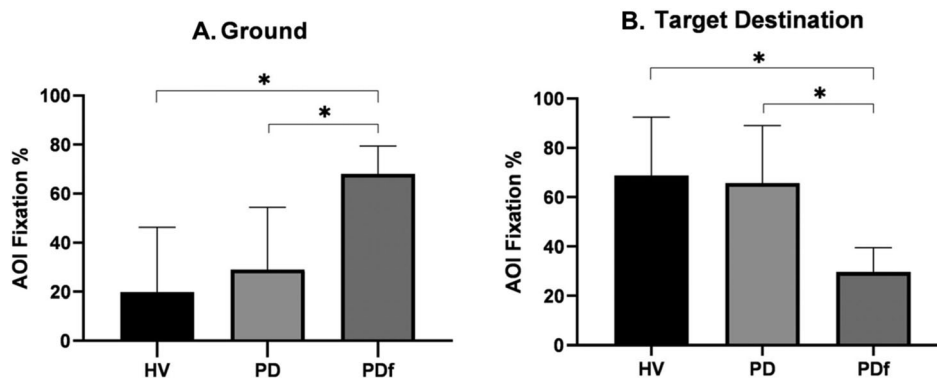 A. Ground
*
*
AOI Fixation %
100
80
60
40
20
0
HV PD PDf
B. Target Destination
*
*
AOI Fixation %
100
80
60
40
20
0
HV PD PDf